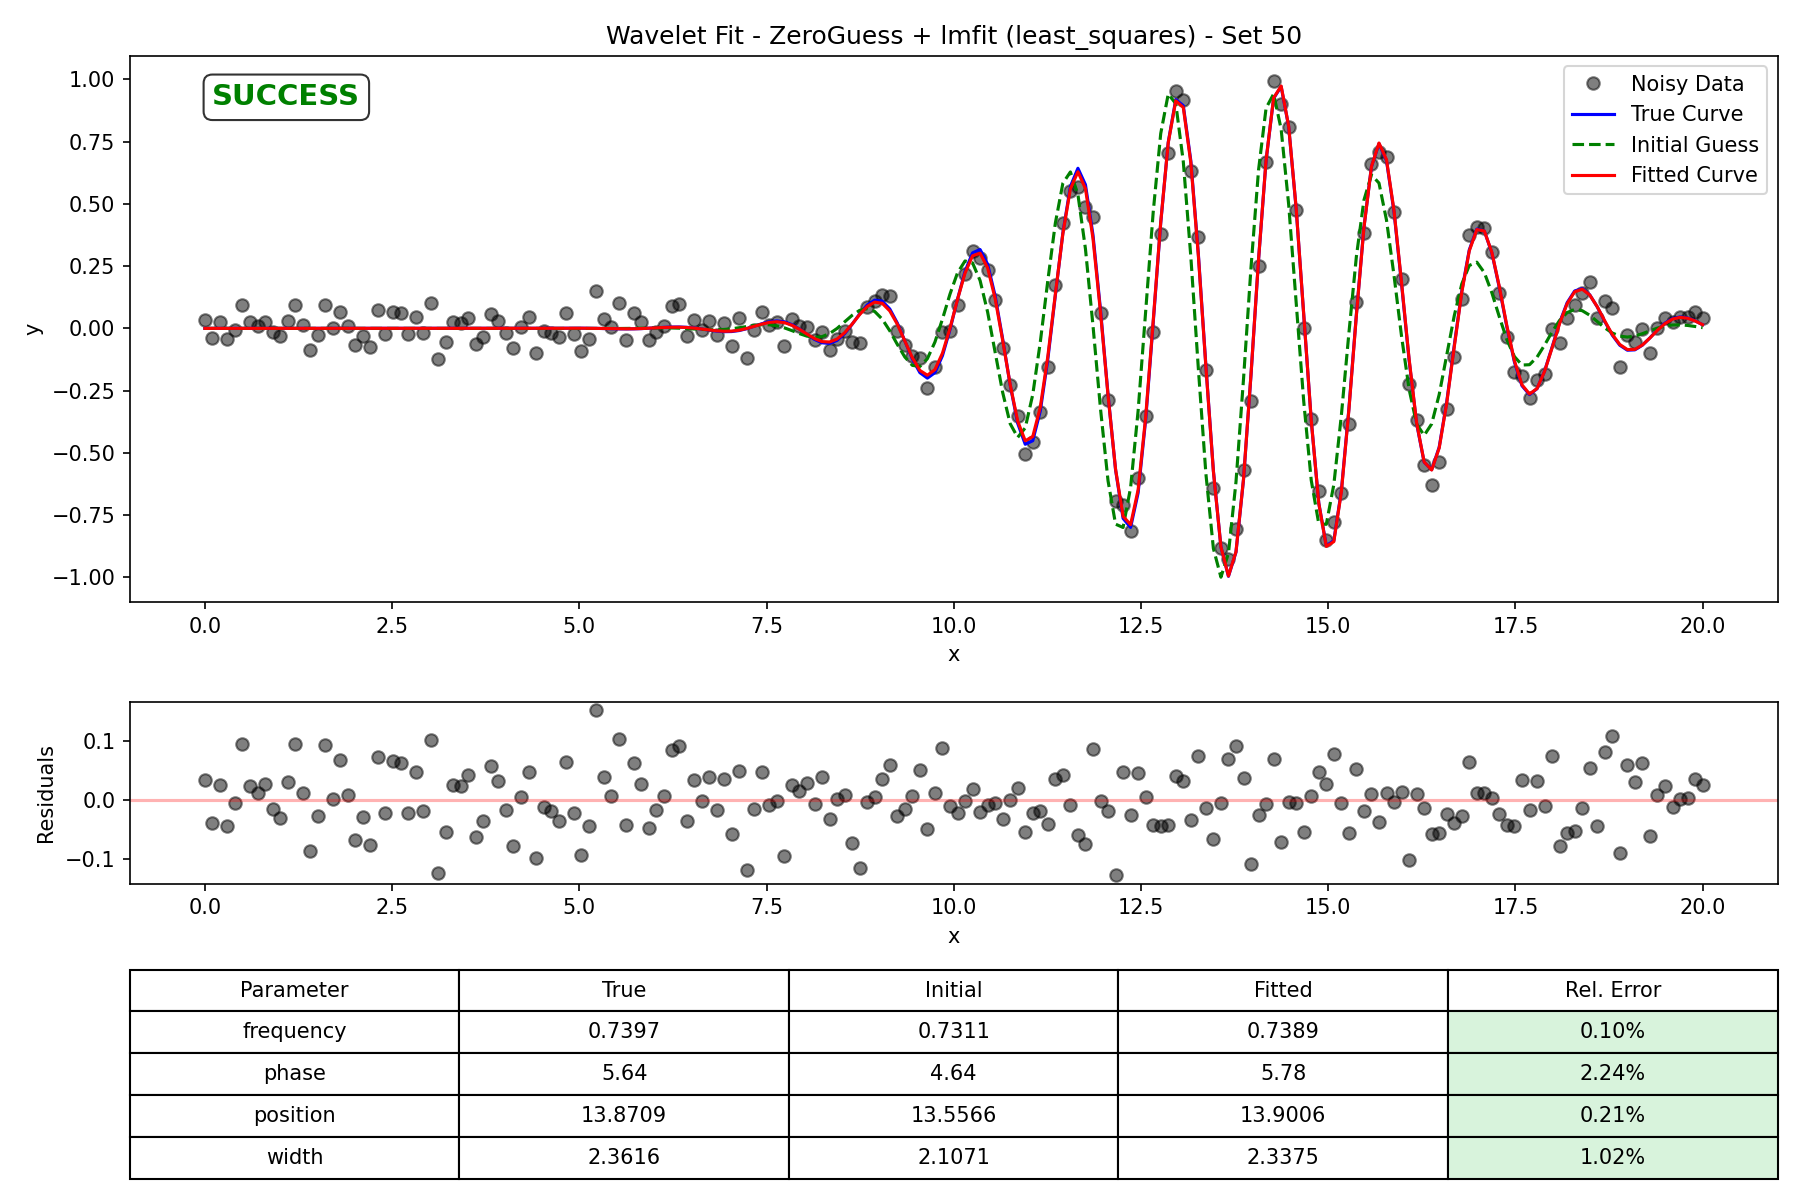 Wavelet Fit - ZeroGuess + lmfit (least_squares) - Set 50
SUCCESS
Noisy Data
True Curve
Initial Guess
Fitted Curve
1.00
0.75
0.50
0.25
0.00
−0.25
−0.50
−0.75
−1.00
y
0.0 2.5 5.0 7.5 10.0 12.5 15.0 17.5 20.0
x
0.1
0.0
−0.1
Residuals
0.0 2.5 5.0 7.5 10.0 12.5 15.0 17.5 20.0
x
Parameter True Initial Fitted Rel. Error
frequency 0.7397 0.7311 0.7389 0.10%
phase 5.64 4.64 5.78 2.24%
position 13.8709 13.5566 13.9006 0.21%
width 2.3616 2.1071 2.3375 1.02%